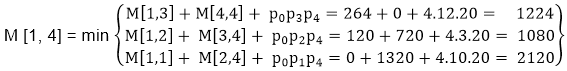 M[1,3] + M[4,4] + p₀p₃p₄ = 264 + 0 + 4.12.20 = 1224
M [1, 4] = min { M[1,2] + M[3,4] + p₀p₂p₄ = 120 + 720 + 4.3.20 = 1080 }
M[1,1] + M[2,4] + p₀p₁p₄ = 0 + 1320 + 4.10.20 = 2120